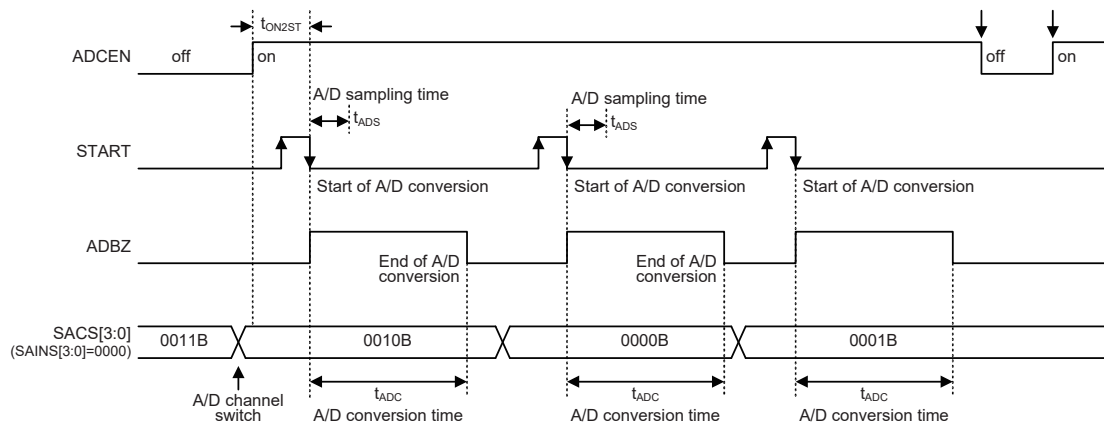 tON2ST
ADCEN
off
on
off
on
A/D sampling time
tADS
A/D sampling time
tADS
START
Start of A/D conversion
Start of A/D conversion
Start of A/D conversion
ADBZ
End of A/D
conversion
End of A/D
conversion
SACS[3:0]
(SAINS[3:0]=0000)
0011B
0010B
0000B
0001B
A/D channel
switch
tADC
A/D conversion time
tADC
A/D conversion time
tADC
A/D conversion time